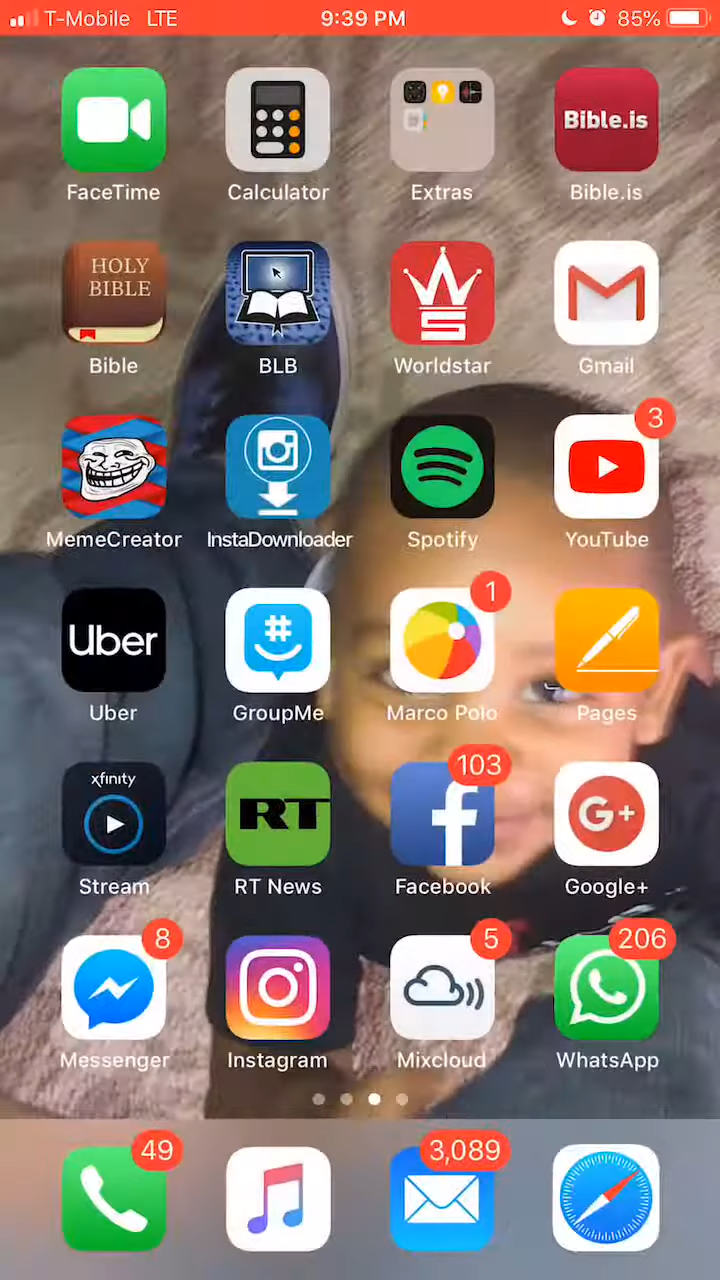 T-Mobile LTE 9:39 PM 85%
Bible.is
FaceTime Calculator Extras Bible.is
HOLY
BIBLE
Bible BLB Worldstar Gmail
3
MemeCreator InstaDownloader Spotify YouTube
1
Uber #
Uber GroupMe Marco Polo Pages
103
xfinity
RT f G+
Stream RT News Facebook Google+
8 5 206
Messenger Instagram Mixcloud WhatsApp
49 3,089